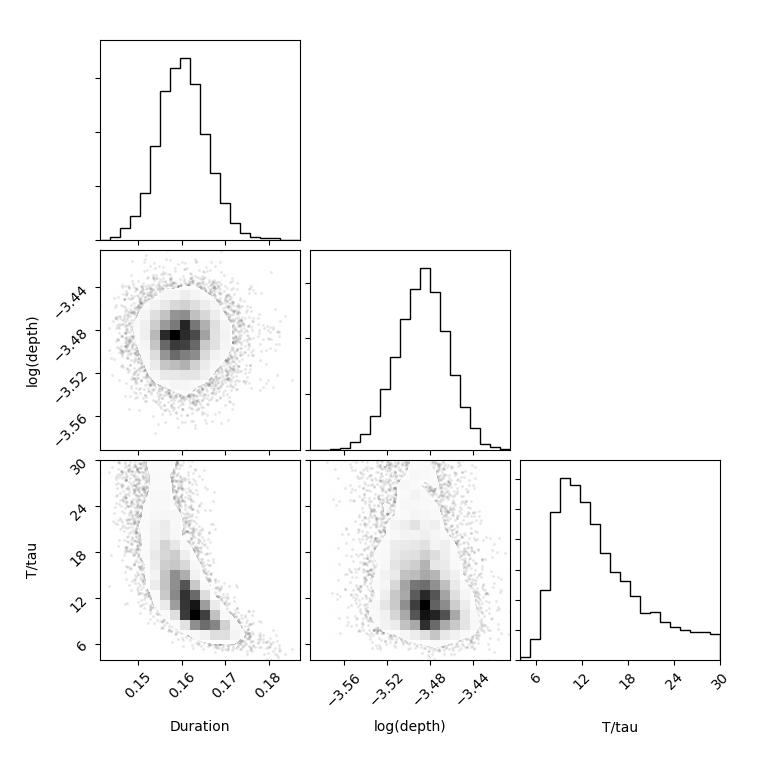 −3.44
−3.48
−3.52
−3.56
log(depth)
30
24
18
12
6
T/tau
0.15 0.16 0.17 0.18
Duration
−3.56 −3.52 −3.48 −3.44
log(depth)
6 12 18 24 30
T/tau